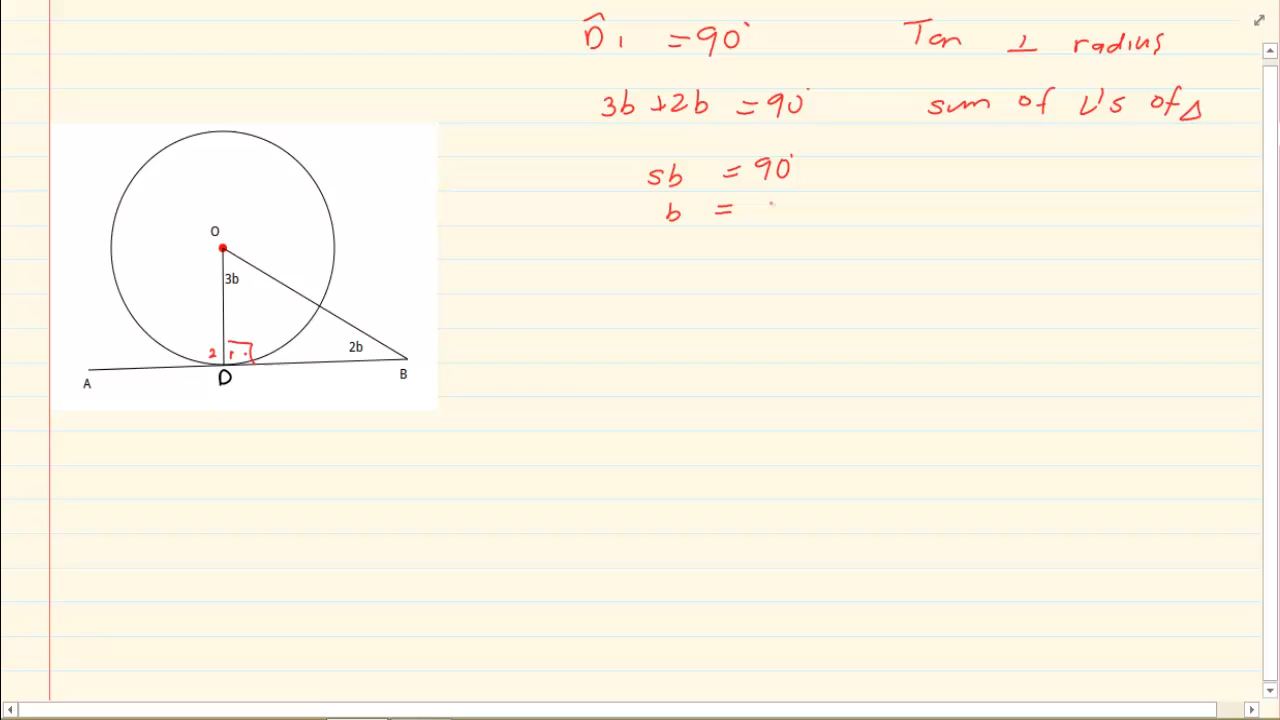 D̂1 = 90° Tan ⊥ radius
3b + 2b = 90° sum of ∠'s of Δ
5b = 90°
b =
O
3b
2 1
2b
A
D
B